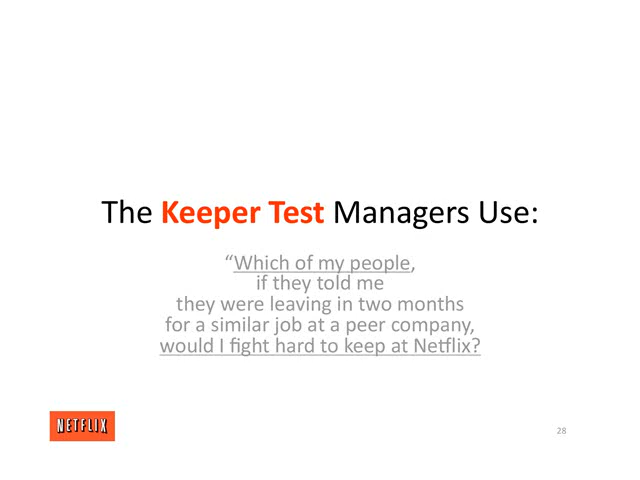 The Keeper Test Managers Use:
“Which of my people,
if they told me
they were leaving in two months
for a similar job at a peer company,
would I fight hard to keep at Netflix?
NETFLIX
28